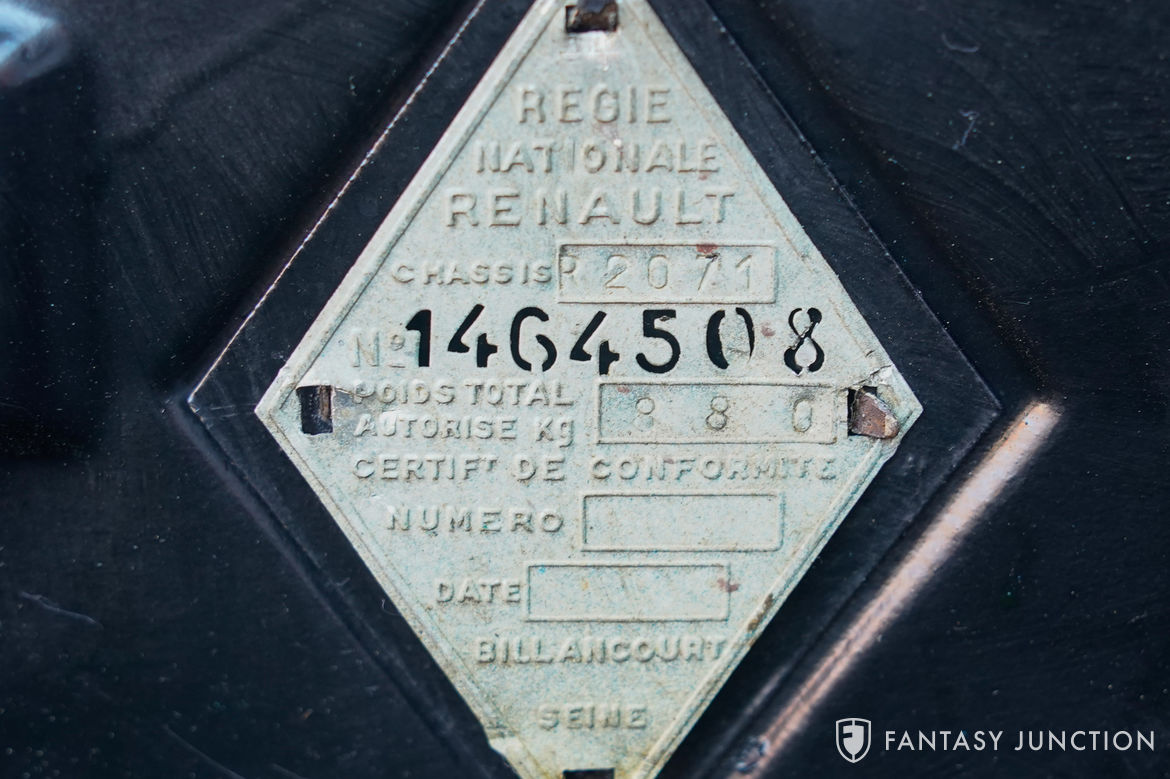 REGIE
NATIONALE
RENAULT
CHASSIS R 2071
Nº 1464508
POIDS TOTAL
AUTORISE Kg 880
CERTIFT DE CONFORMITE
NUMERO
DATE
BILLANCOURT
SEINE
FANTASY JUNCTION